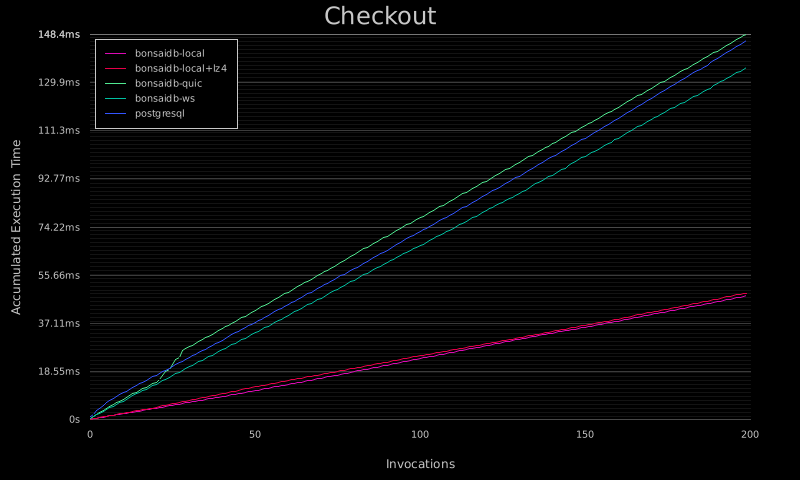 Checkout
148.4ms
129.9ms
111.3ms
92.77ms
74.22ms
55.66ms
37.11ms
18.55ms
0s
Accumulated Execution Time
bonsaidb-local
bonsaidb-local+lz4
bonsaidb-quic
bonsaidb-ws
postgresql
0
50
100
150
200
Invocations